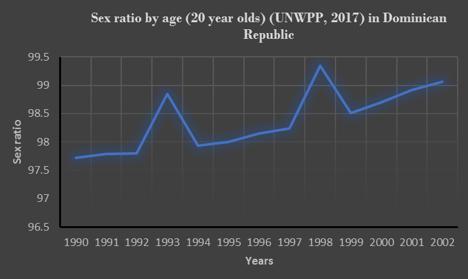 Sex ratio by age (20 year olds) (UNWPP, 2017) in Dominican
Republic
99.5
99
98.5
98
97.5
97
96.5
Sex ratio
1990 1991 1992 1993 1994 1995 1996 1997 1998 1999 2000 2001 2002
Years